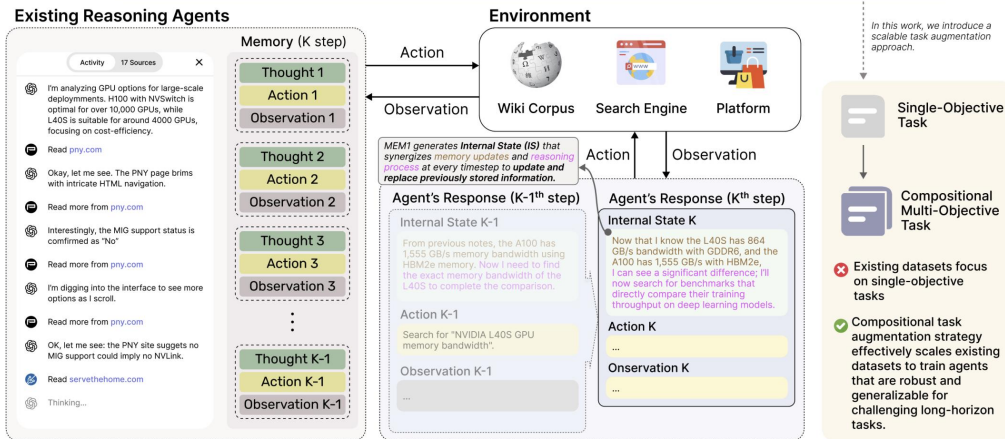 Existing Reasoning Agents
Activity
17 Sources
I'm analyzing GPU options for large-scale
deploymments. H100 with NVSwitch is
optimal for over 10,000 GPUs, while
L40S is suitable for around 4000 GPUs,
focusing on cost-efficiency.
Read pny.com
Okay, let me see. The PNY page brims
with intricate HTML navigation.
Read more from pny.com
Interestingly, the MIG support status is
confirmed as "No"
Read more from pny.com
I'm digging into the interface to see more
options as I scroll.
Read more from pny.com
OK, let me see: the PNY site suggets no
MIG support could imply no NVLink.
Read servethehome.com
Thinking...
Memory (K step)
Thought 1
Action 1
Observation 1
Thought 2
Action 2
Observation 2
Thought 3
Action 3
Observation 3
Thought K-1
Action K-1
Observation K-1
Action
Observation
Environment
WWW
Wiki Corpus
Search Engine
Platform
MEM1 generates Internal State (IS) that
synergizes memory updates and reasoning
process at every timestep to update and
replace previously stored information.
Action
Observation
Agent's Response (K-1th step)
Internal State K-1
From previous notes, the A100 has
1,555 GB/s memory bandwidth using
HBM2e memory. Now I need to find
the exact memory bandwidth of the
L40S to complete the comparison.
Action K-1
Search for "NVIDIA L40S GPU
memory bandwidth".
Observation K-1
...
Agent's Response (Kth step)
Internal State K
Now that I know the L40S has 864
GB/s bandwidth with GDDR6, and the
A100 has 1,555 GB/s with HBM2e,
I can see a significant difference; I'll
now search for benchmarks that
directly compare their training
throughput on deep learning models.
Action K
...
Onservation K
...
In this work, we introduce a
scalable task augmentation
approach.
Single-Objective
Task
Compositional
Multi-Objective
Task
Existing datasets focus
on single-objective
tasks
Compositional task
augmentation strategy
effectively scales existing
datasets to train agents
that are robust and
generalizable for
challenging long-horizon
tasks.